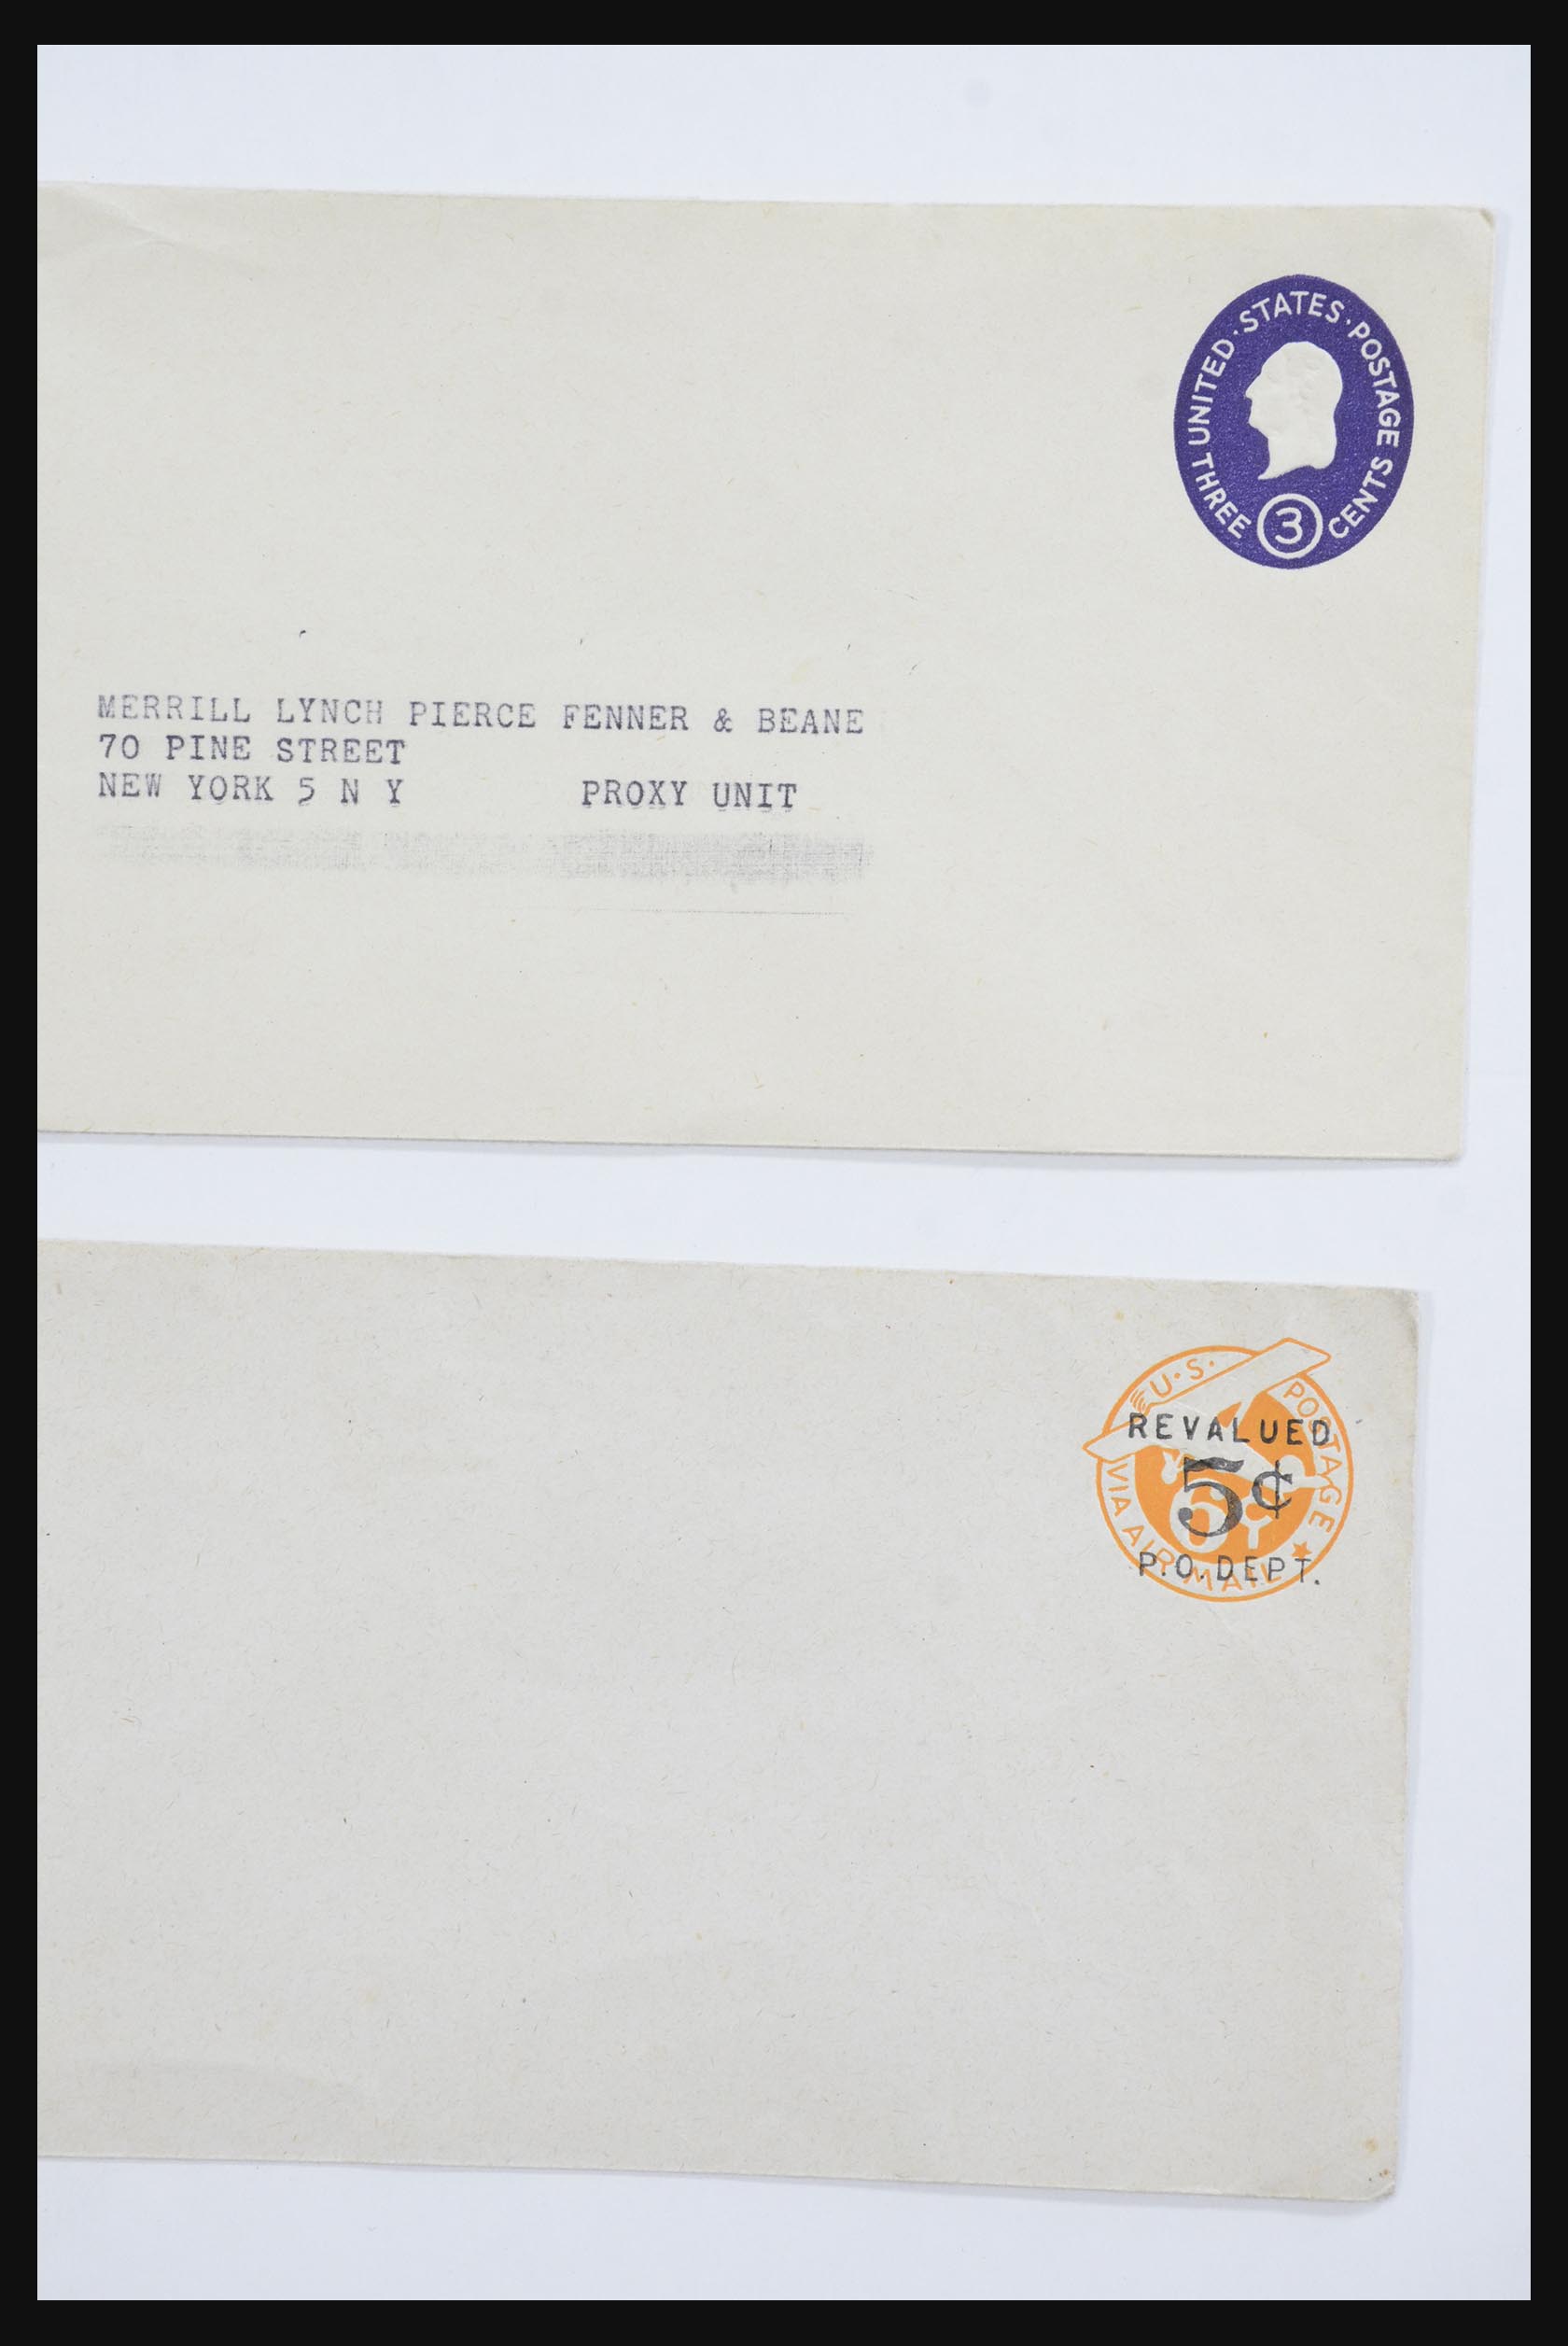 UNITED·STATES·POSTAGE
THREE 3 CENTS
MERRILL LYNCH PIERCE FENNER & BEANE
70 PINE STREET
NEW YORK 5 N Y PROXY UNIT
U.S. POSTAGE
REVALUED
5¢
6¢
P.O.DEPT.
VIA AIR MAIL